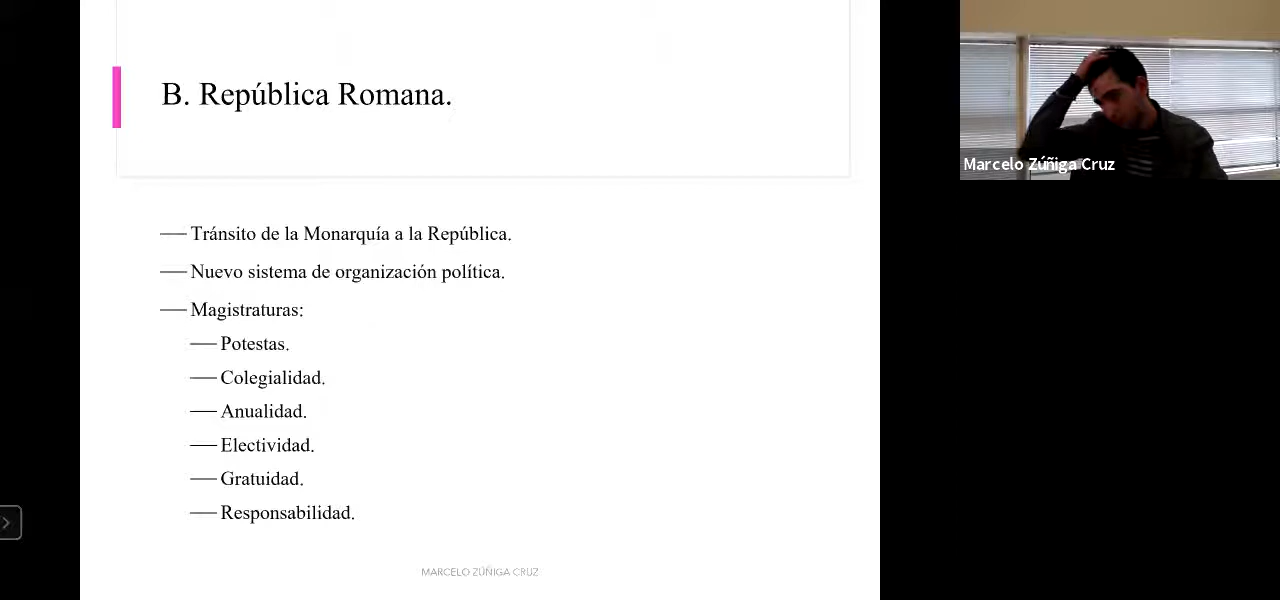 B. República Romana.
Tránsito de la Monarquía a la República.
Nuevo sistema de organización política.
Magistraturas:
Potestas.
Colegialidad.
Anualidad.
Electividad.
Gratuidad.
Responsabilidad.
MARCELO ZÚÑIGA CRUZ
Marcelo Zúñiga Cruz